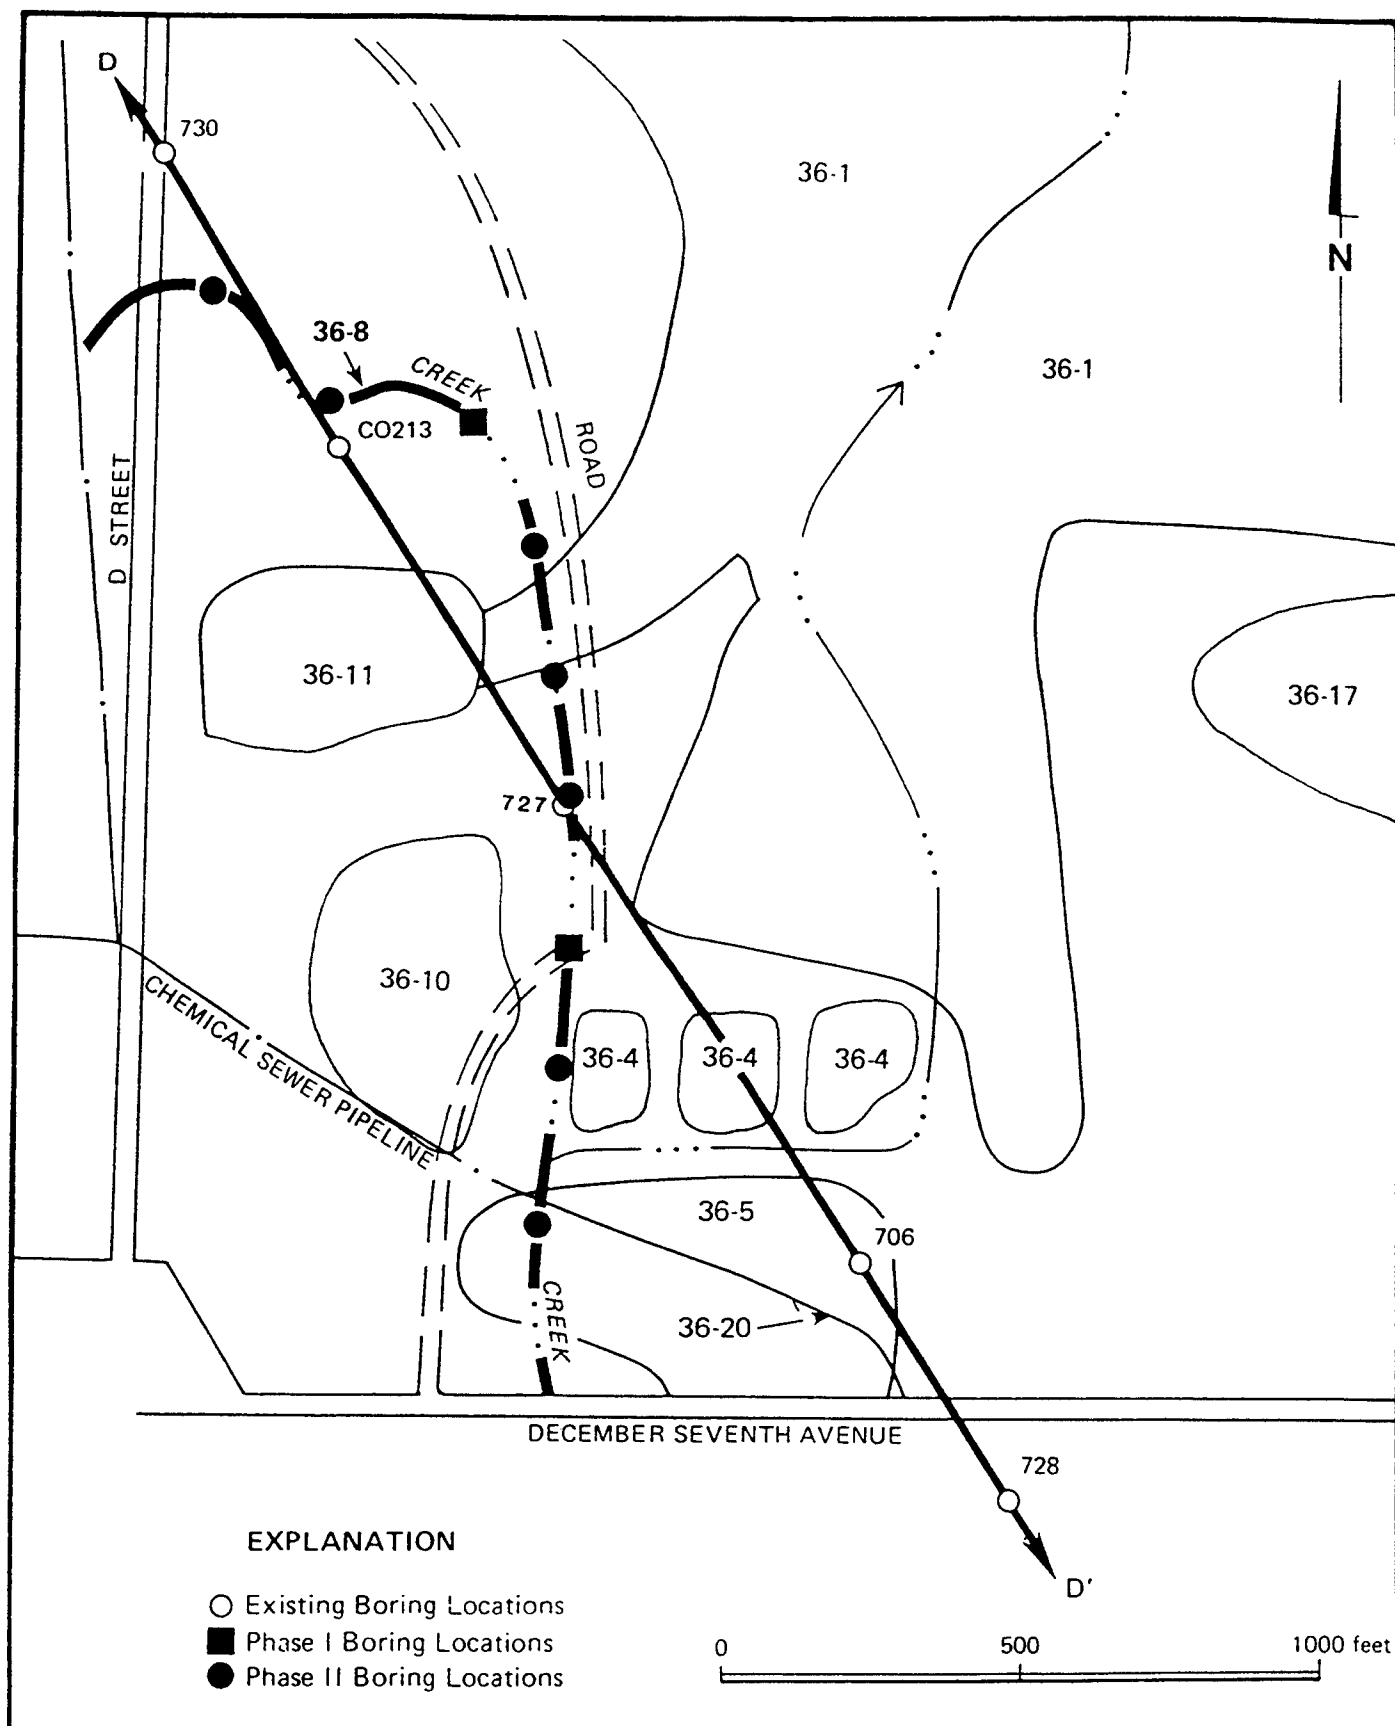 D
730
36-1
N
36-8
CREEK
36-1
CO213
ROAD
D STREET
36-11
36-17
727
36-10
CHEMICAL SEWER PIPELINE
36-4
36-4
36-4
36-5
706
CREEK
36-20
DECEMBER SEVENTH AVENUE
728
EXPLANATION
D'
Existing Boring Locations
Phase I Boring Locations
Phase II Boring Locations
0 500 1000 feet